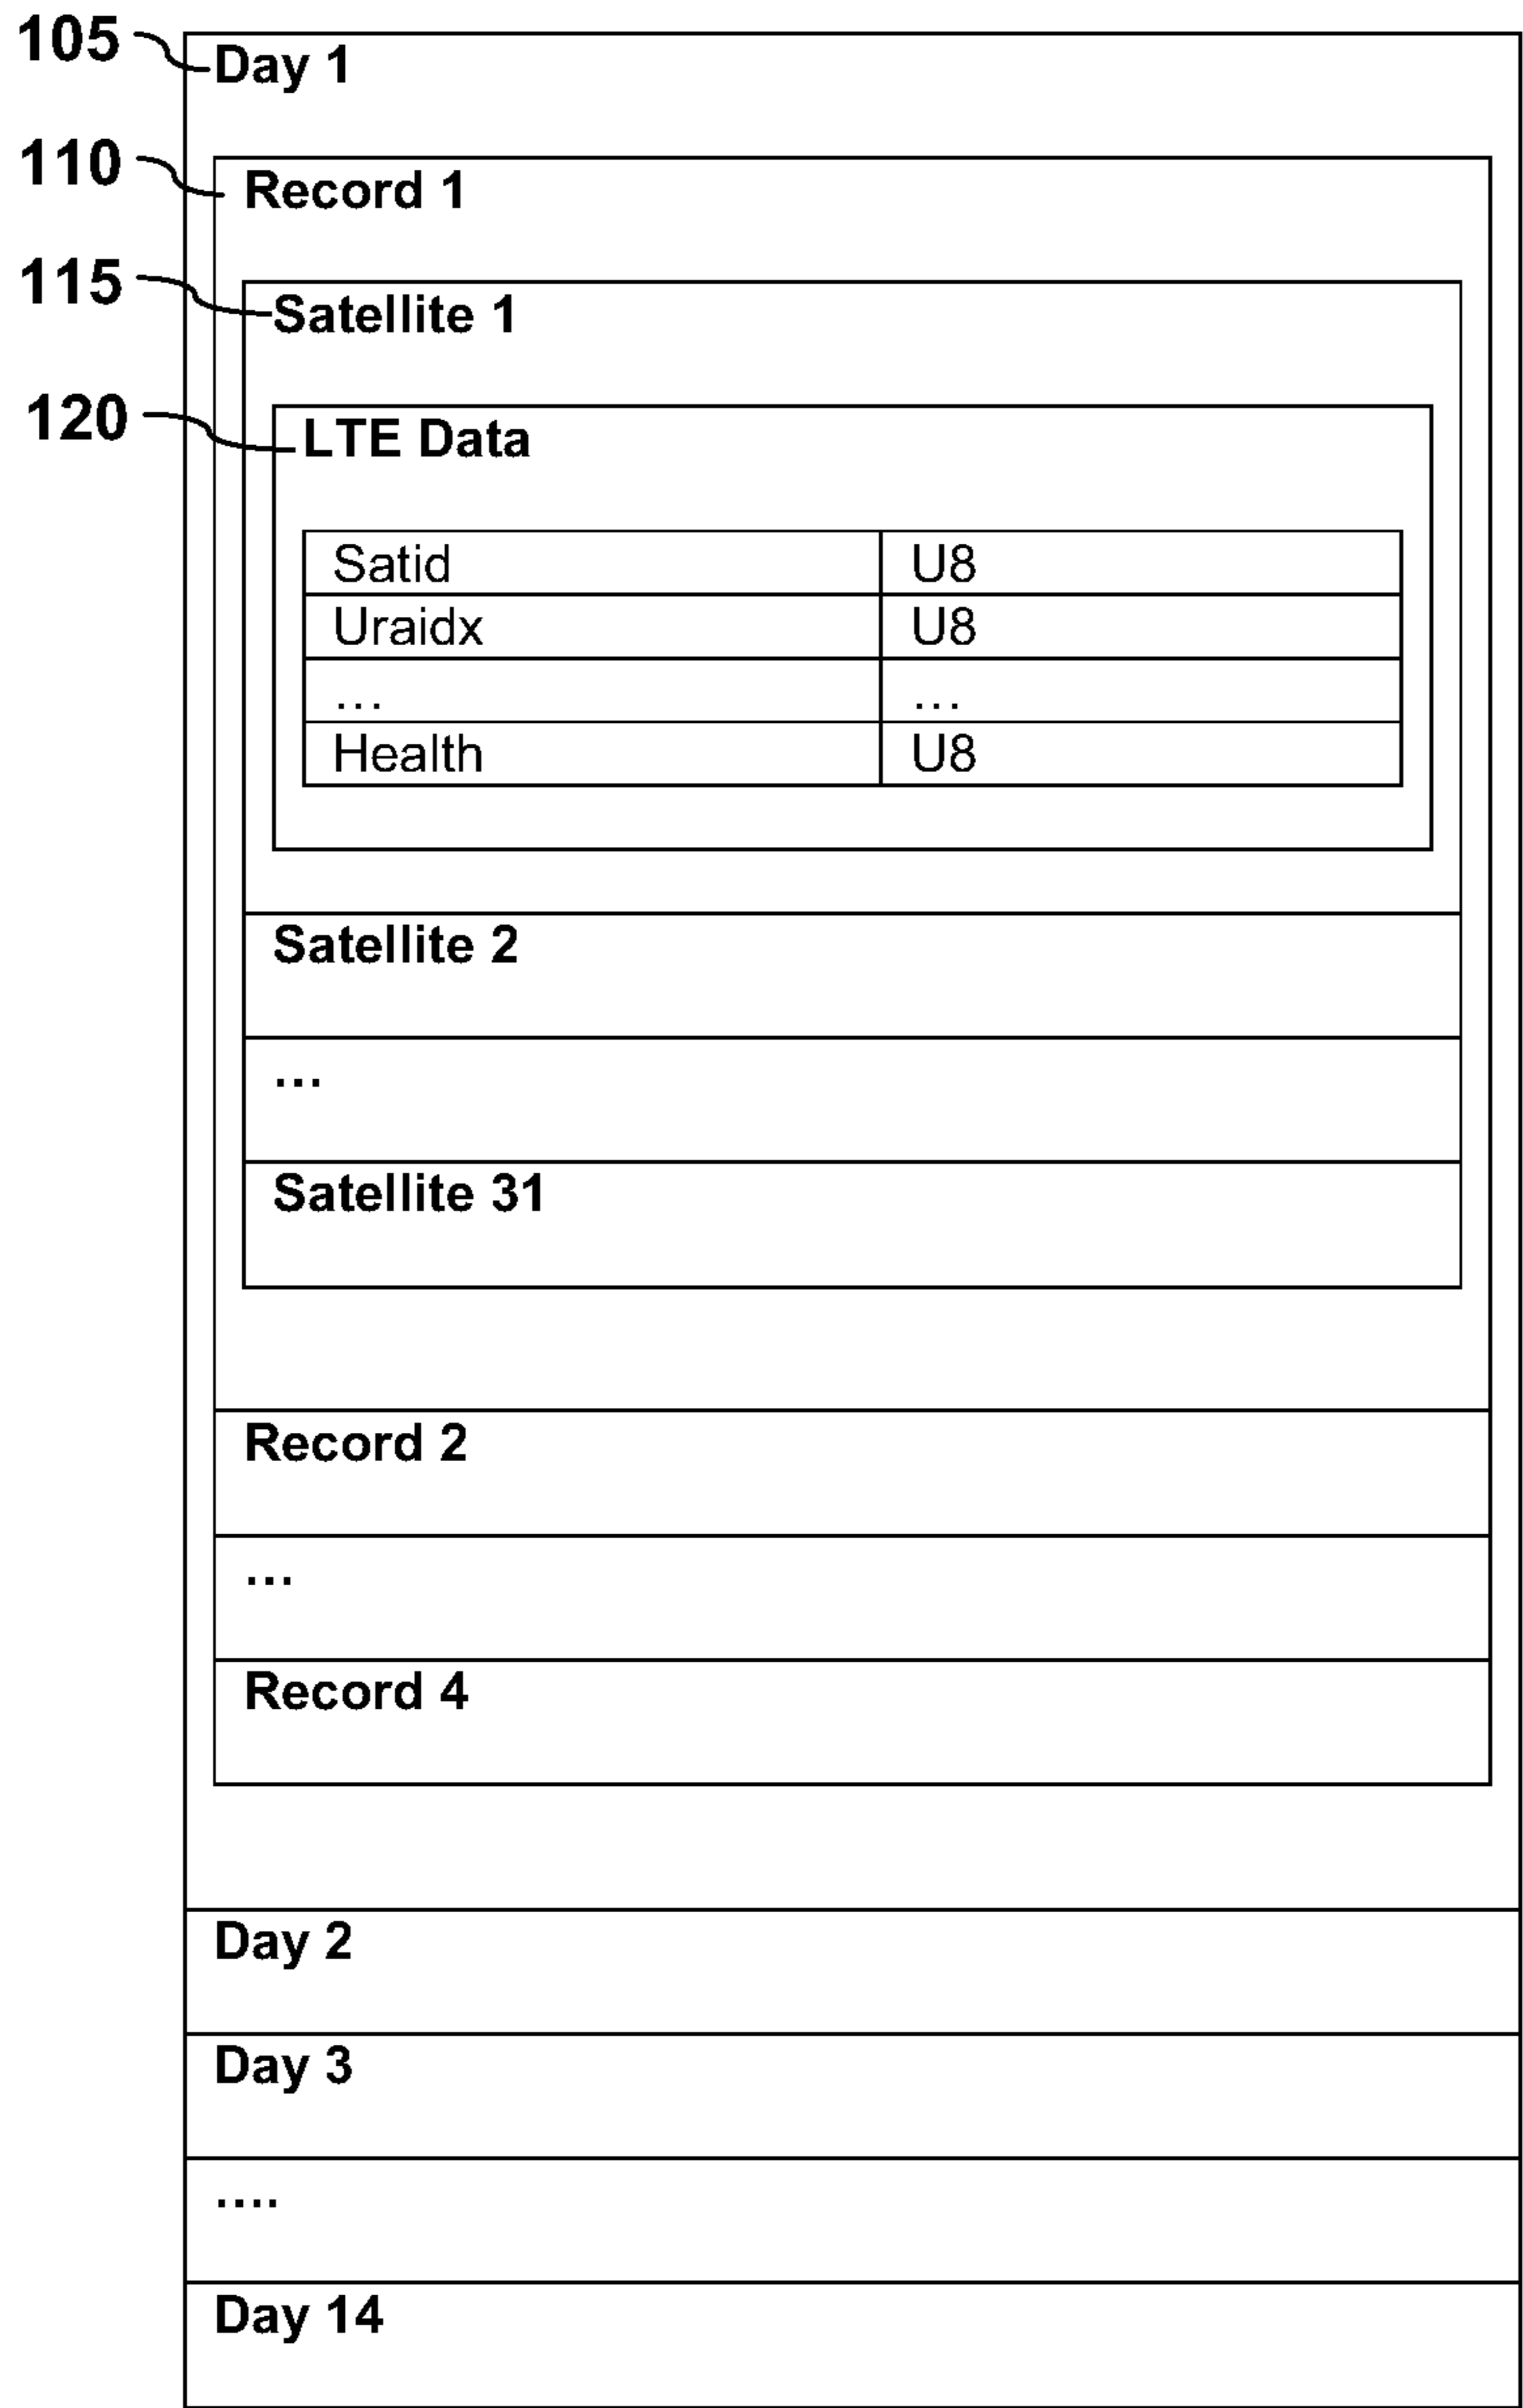 105
Day 1
110
Record 1
115
Satellite 1
120
LTE Data
Satid U8
Uraidx U8
... ...
Health U8
Satellite 2
...
Satellite 31
Record 2
...
Record 4
Day 2
Day 3
....
Day 14